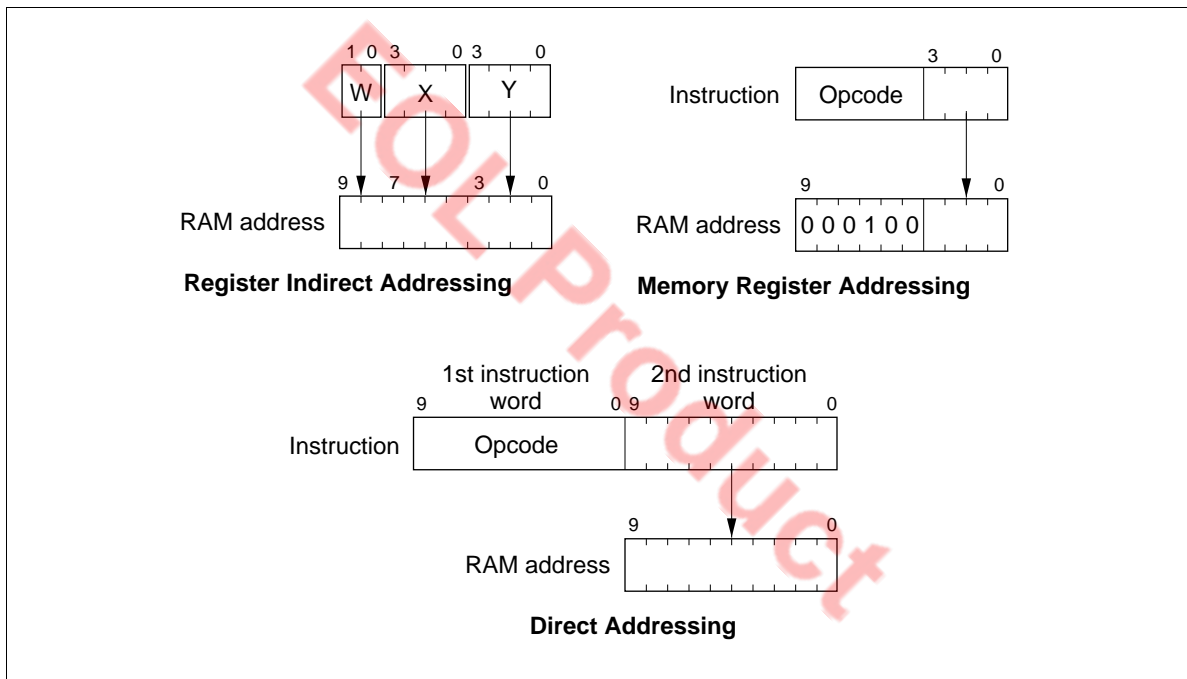 1 0 3 0 3 0
W X Y
9 7 3 0
RAM address
Register Indirect Addressing
3 0
Instruction Opcode
9 0
RAM address 0 0 0 1 0 0
Memory Register Addressing
1st instruction word
2nd instruction word
9 0 9 0
Instruction Opcode
9 0
RAM address
Direct Addressing
EOL Product